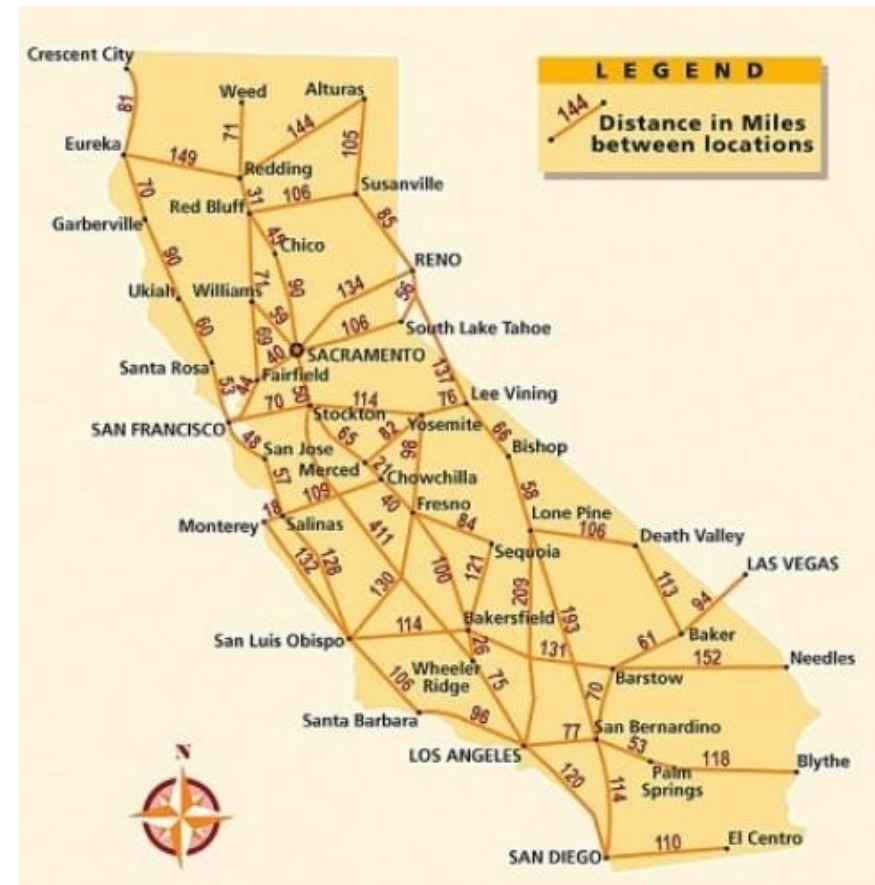 Crescent City
LEGEND
Weed
Alturas
81
144
Distance in Miles
between locations
71
144
105
Eureka
149
Redding
Susanville
70
31
106
Red Bluff
85
Garberville
45
Chico
RENO
90
71
90
134
56
Ukiah
Williams
59
106
South Lake Tahoe
60
69
40
SACRAMENTO
137
Santa Rosa
53
44
Fairfield
50
70
114
76
Lee Vining
SAN FRANCISCO
Stockton
Yosemite
66
48
San Jose
65
82
98
Bishop
Merced
21
Chowchilla
57
109
40
58
18
Fresno
Lone Pine
Monterey
Salinas
411
84
106
Death Valley
132
128
Sequoia
LAS VEGAS
130
100
121
209
113
94
193
Bakersfield
San Luis Obispo
114
61
Baker
26
131
152
Needles
106
Wheeler
Ridge
75
70
Barstow
Santa Barbara
96
San Bernardino
77
53
LOS ANGELES
118
Blythe
120
Palm
Springs
114
N
110
El Centro
SAN DIEGO